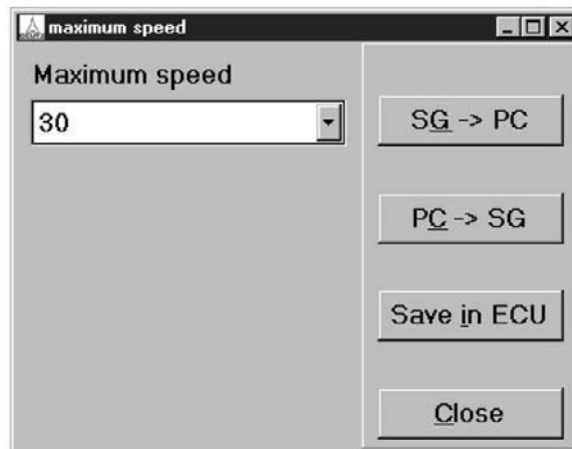 maximum speed
Maximum speed
30
SG -> PC
PC -> SG
Save in ECU
Close